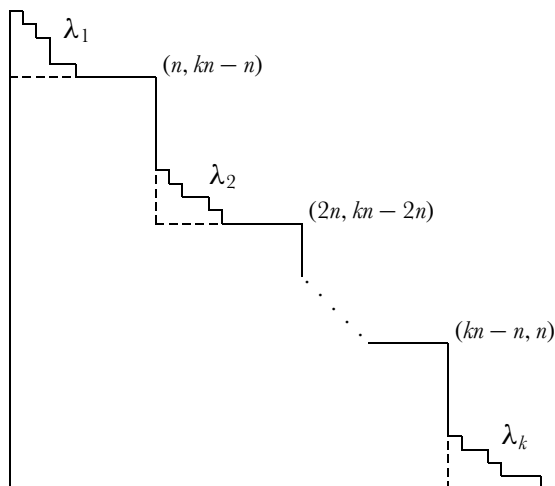 λ₁
(n, kn − n)
λ₂
(2n, kn − 2n)
(kn − n, n)
λₖ